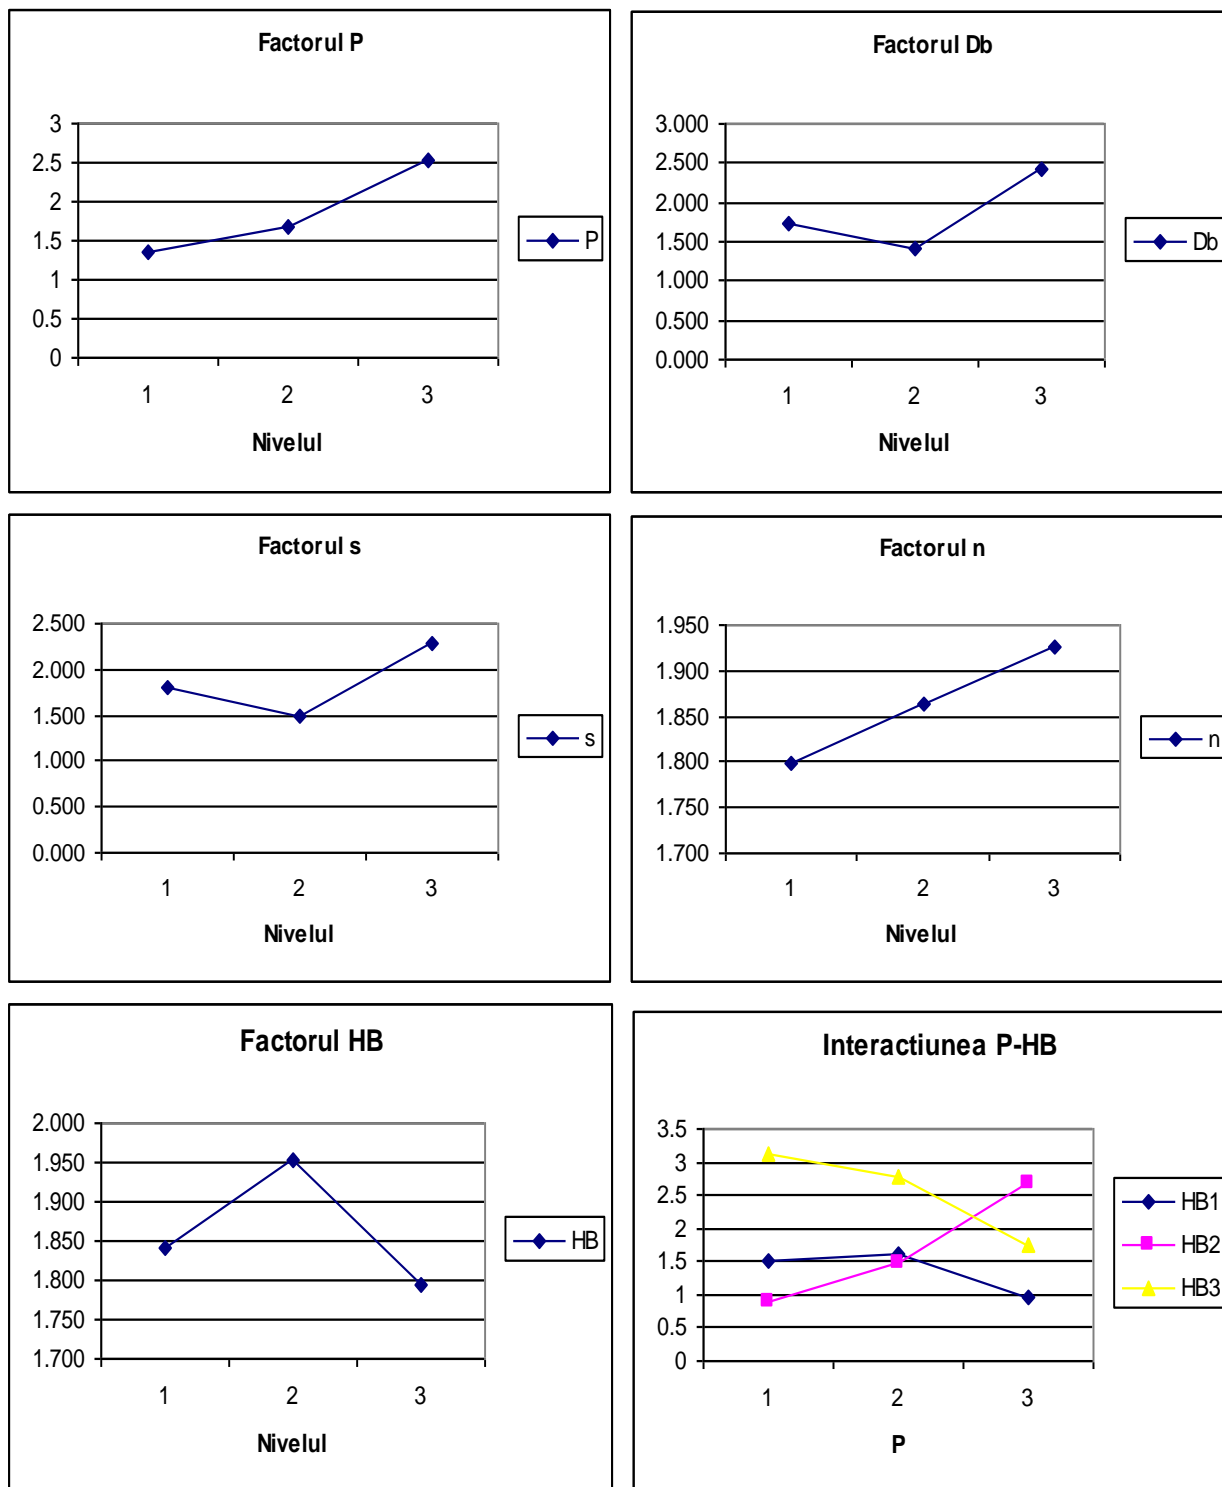 Factorul P
3
2.5
2
1.5
1
0.5
0
1 2 3
Nivelul
P
Factorul Db
3.000
2.500
2.000
1.500
1.000
0.500
0.000
1 2 3
Nivelul
Db
Factorul s
2.500
2.000
1.500
1.000
0.500
0.000
1 2 3
Nivelul
s
Factorul n
1.950
1.900
1.850
1.800
1.750
1.700
1 2 3
Nivelul
n
Factorul HB
2.000
1.950
1.900
1.850
1.800
1.750
1.700
1 2 3
Nivelul
HB
Interactiunea P-HB
3.5
3
2.5
2
1.5
1
0.5
0
1 2 3
P
HB1
HB2
HB3